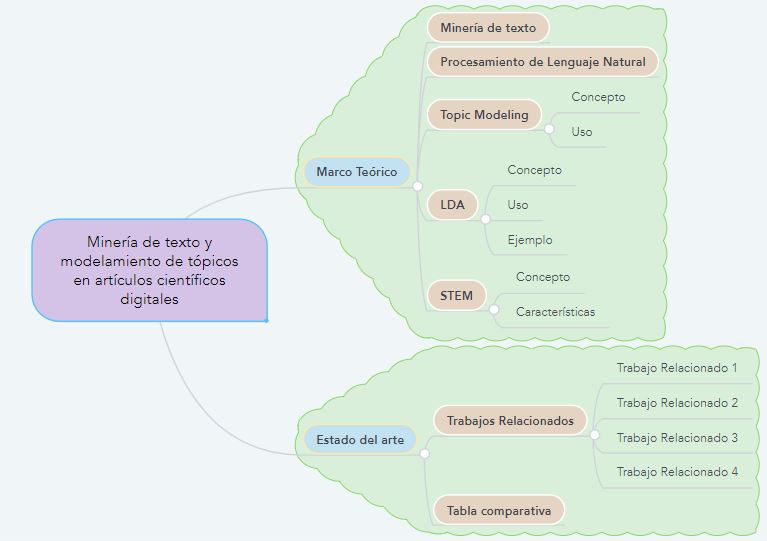 Minería de texto y
modelamiento de tópicos
en artículos científicos
digitales
Marco Teórico
Minería de texto
Procesamiento de Lenguaje Natural
Topic Modeling
Concepto
Uso
LDA
Concepto
Uso
Ejemplo
STEM
Concepto
Características
Estado del arte
Trabajos Relacionados
Trabajo Relacionado 1
Trabajo Relacionado 2
Trabajo Relacionado 3
Trabajo Relacionado 4
Tabla comparativa